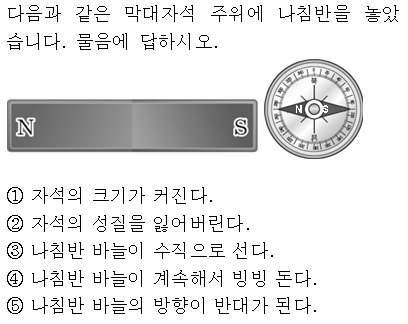 다음과 같은 막대자석 주위에 나침반을 놓았
습니다. 물음에 답하시오.
N S N S
북
① 자석의 크기가 커진다.
② 자석의 성질을 잃어버린다.
③ 나침반 바늘이 수직으로 선다.
④ 나침반 바늘이 계속해서 빙빙 돈다.
⑤ 나침반 바늘의 방향이 반대가 된다.